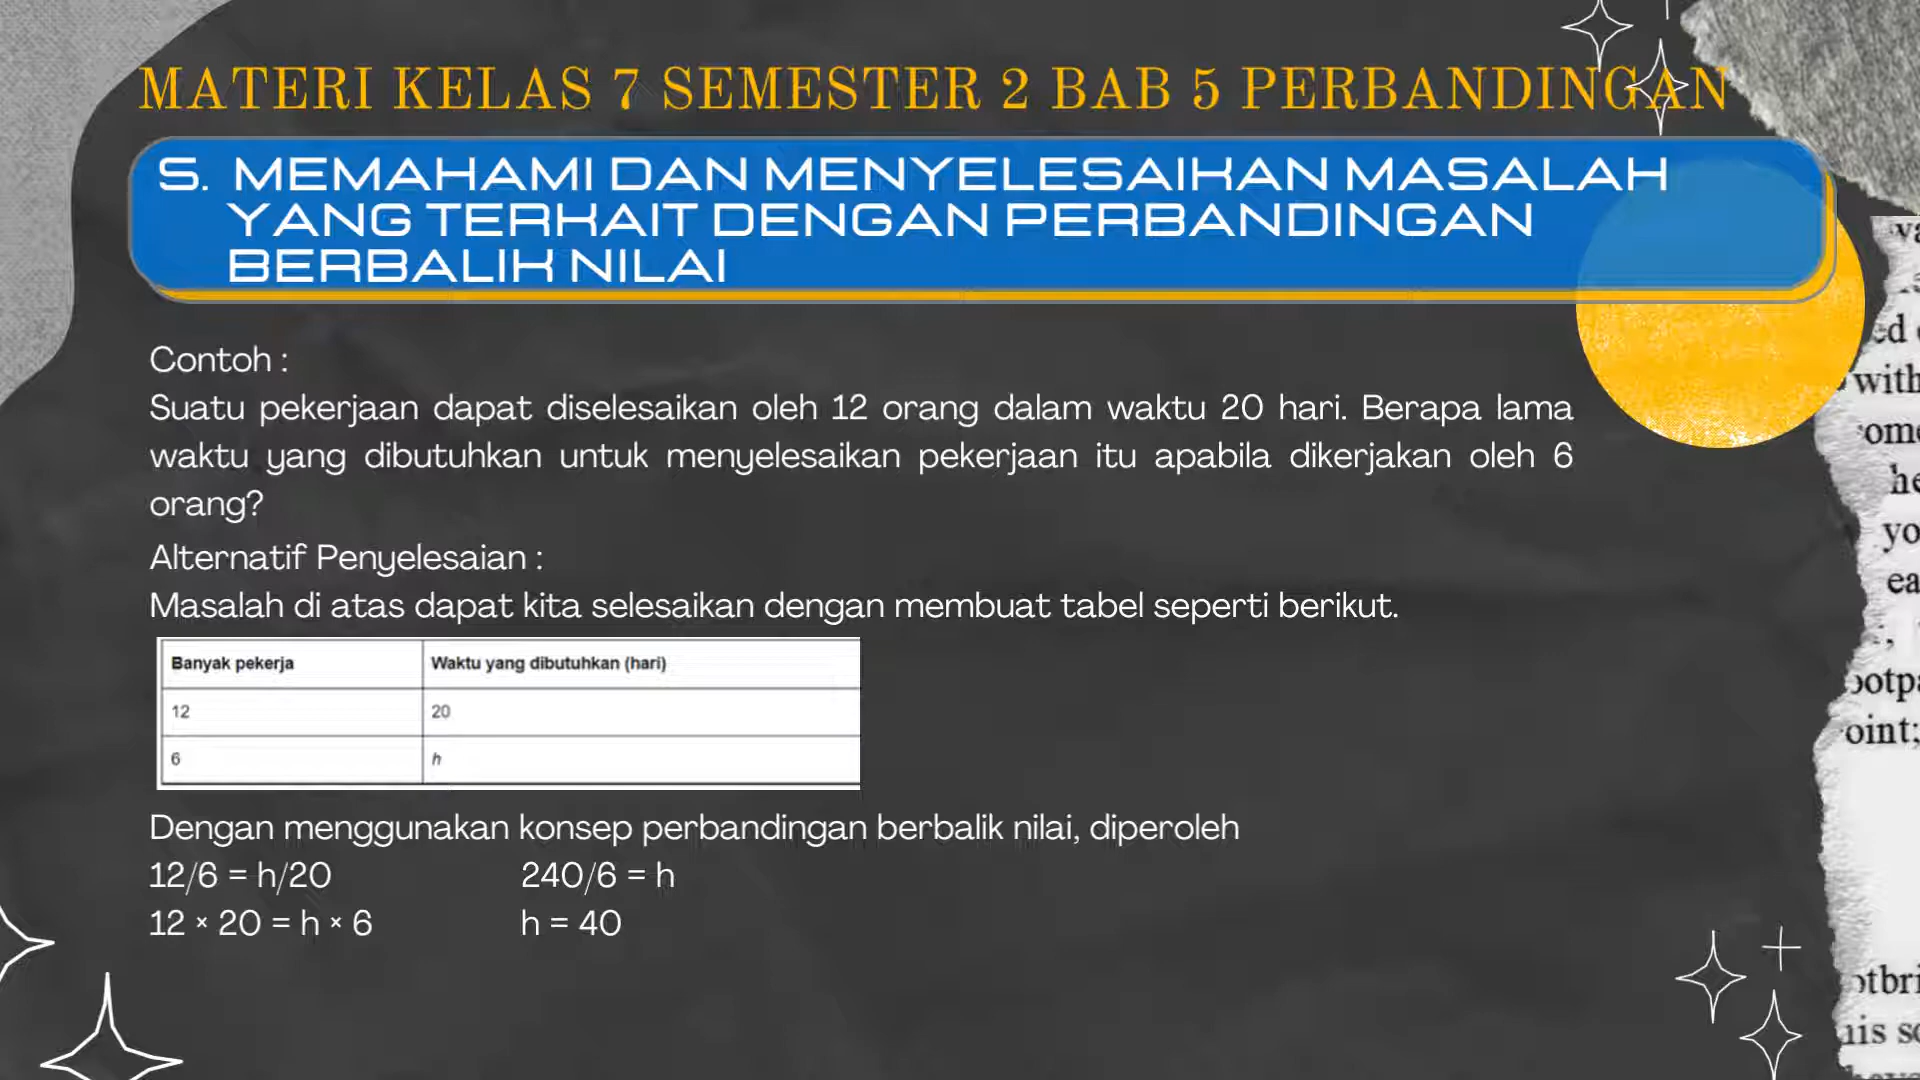 MATERI KELAS 7 SEMESTER 2 BAB 5 PERBANDINGAN
S. MEMAHAMI DAN MENYELESAIKAN MASALAH
YANG TERKAIT DENGAN PERBANDINGAN
BERBALIK NILAI
Contoh :
Suatu pekerjaan dapat diselesaikan oleh 12 orang dalam waktu 20 hari. Berapa lama
waktu yang dibutuhkan untuk menyelesaikan pekerjaan itu apabila dikerjakan oleh 6
orang?
Alternatif Penyelesaian :
Masalah di atas dapat kita selesaikan dengan membuat tabel seperti berikut.
Banyak pekerja Waktu yang dibutuhkan (hari)
12 20
6 h
Dengan menggunakan konsep perbandingan berbalik nilai, diperoleh
12/6 = h/20 240/6 = h
12 × 20 = h × 6 h = 40
with